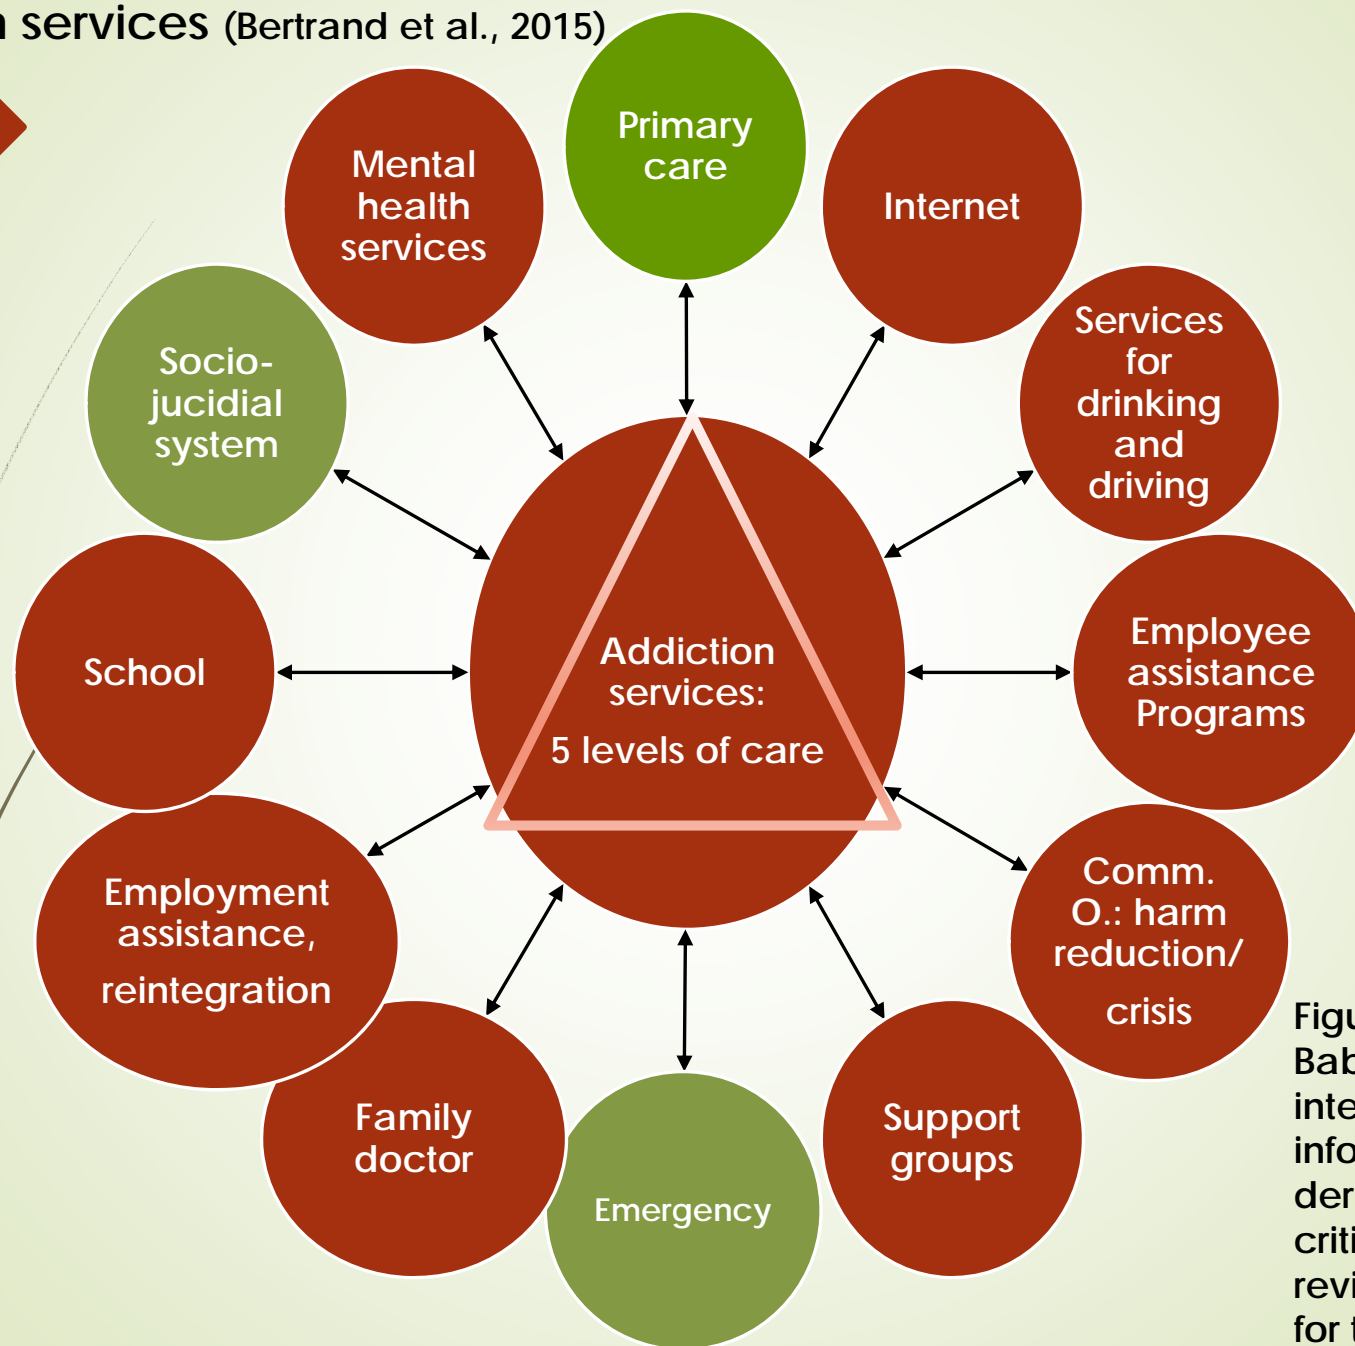 services (Bertrand et al., 2015)
Primary
care
Internet
Services
for
drinking
and
driving
Employee
assistance
Programs
Comm.
O.: harm
reduction/
crisis
Support
groups
Emergency
Family
doctor
Employment
assistance,
reintegration
School
Socio-
jucidial
system
Mental
health
services
Addiction
services:
5 levels of care
for